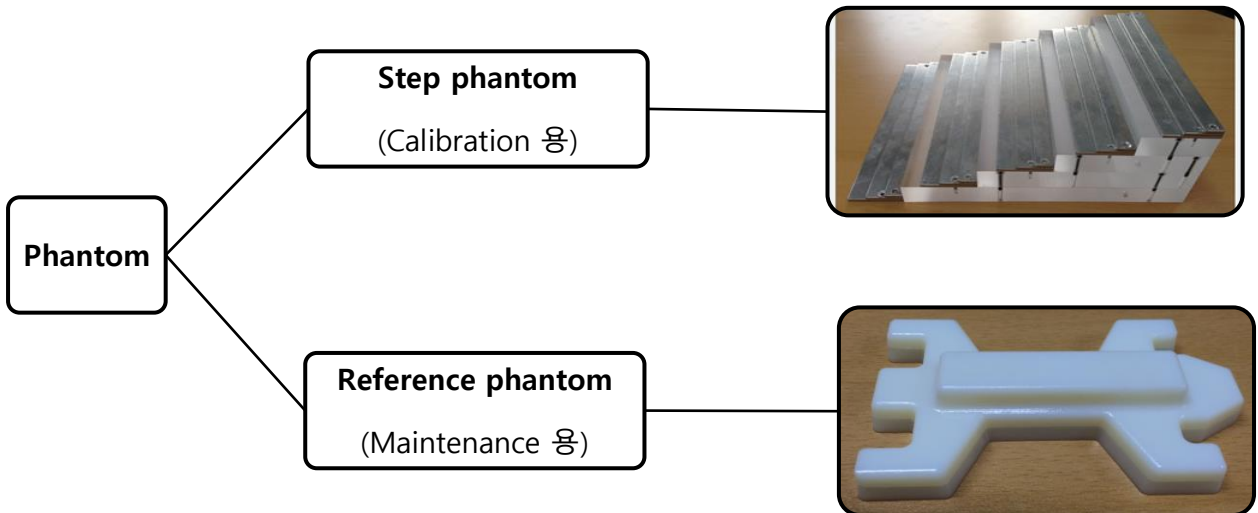 Phantom
Step phantom
(Calibration 용)
Reference phantom
(Maintenance 용)